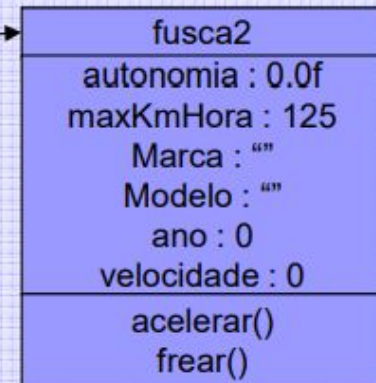 fusca2
autonomia : 0.0f
maxKmHora : 125
Marca : “”
Modelo : “”
ano : 0
velocidade : 0
acelerar()
frear()